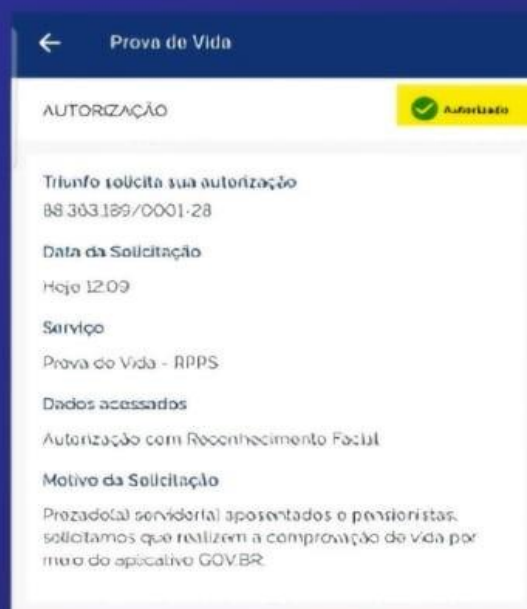 Prova de Vida
AUTORIZAÇÃO
Autorizado
Triunfo solicita sua autorização
88.363.189/0001-28
Data da Solicitação
Hoje 12:09
Serviço
Prova de Vida - RPPS
Dados acessados
Autorização com Reconhecimento Facial
Motivo da Solicitação
Prezado(a) servidor(a) aposentados e pensionistas,
solicitamos que realizem a comprovação de vida por
meio do aplicativo GOV.BR